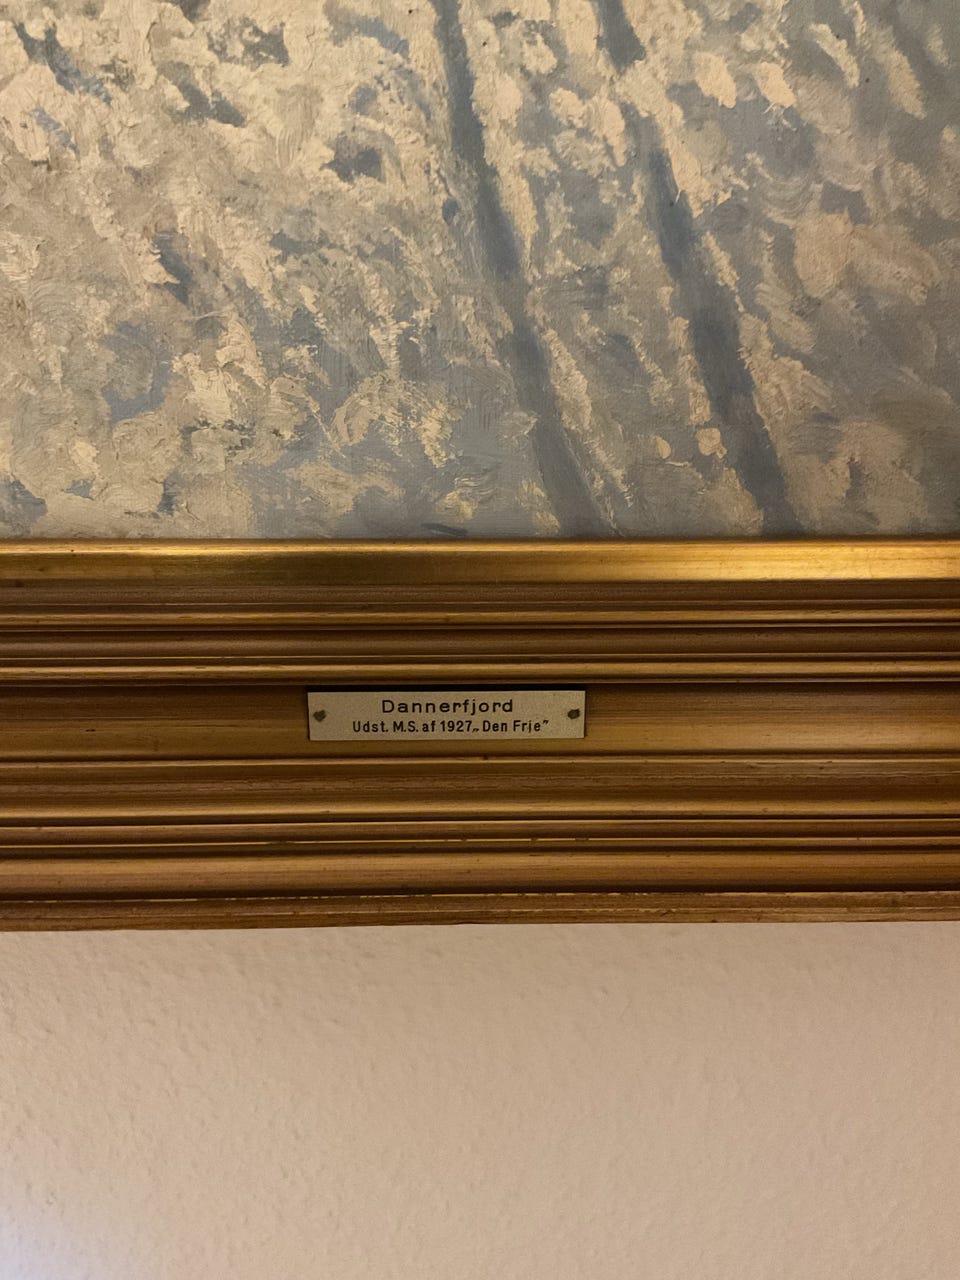 Dannerfjord
Udst. M.S. af 1927 „Den Frie”